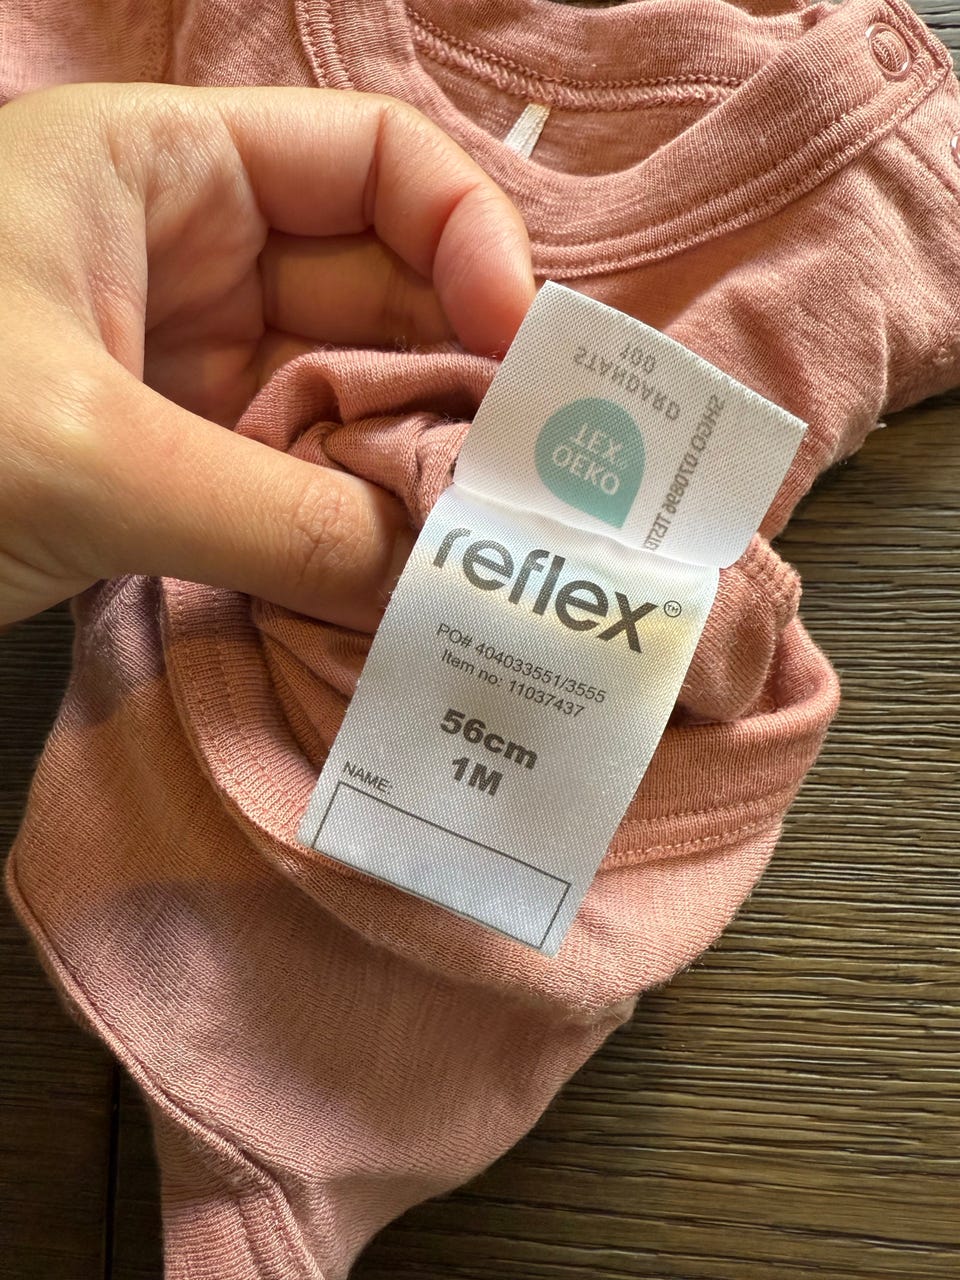 OEKO
TEX
STANDARD
100
reflex™
PO# 404033551/3555
Item no: 11037437
56cm
1M
NAME: